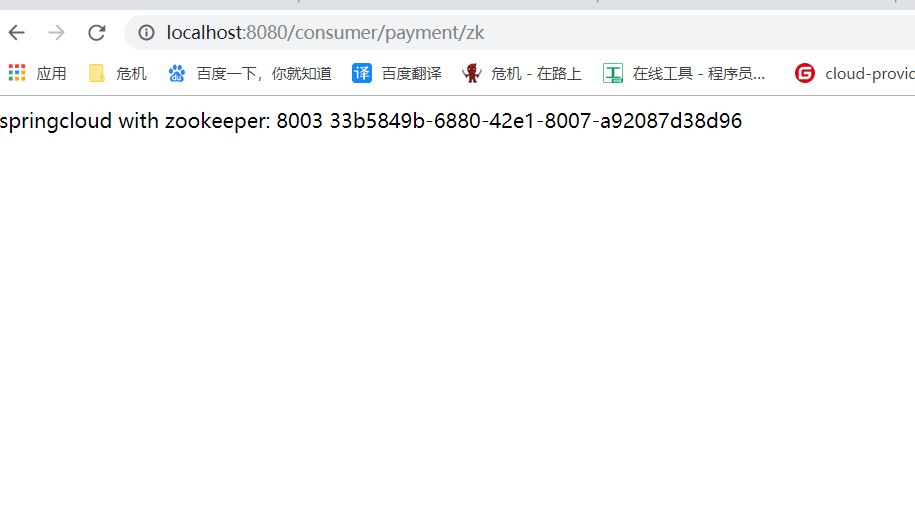 localhost:8080/consumer/payment/zk
应用 危机 百度一下，你就知道 译 百度翻译 危机 - 在路上 工 在线工具 - 程序员... G cloud-provid
springcloud with zookeeper: 8003 33b5849b-6880-42e1-8007-a92087d38d96